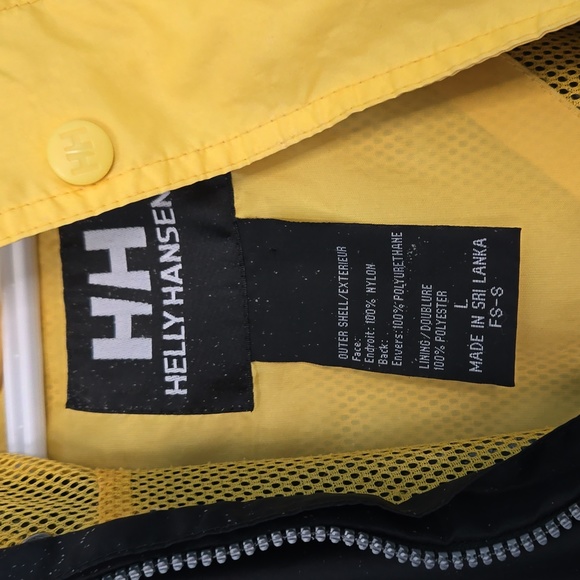 HH
H/H
HELLY HANSEN
OUTER SHELL/EXTERIEUR
Face:
Endroit: 100% NYLON
Back:
Envers: 100% POLYURETHANE
LINING/DOUBLURE
100% POLYESTER
L
MADE IN SRI LANKA
FS-S